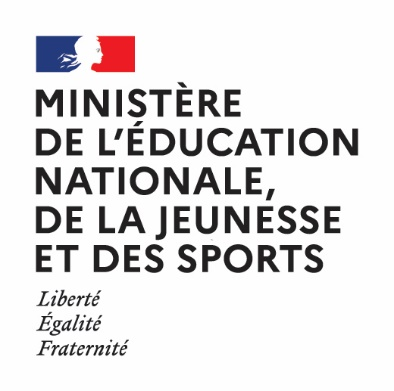 MINISTÈRE
DE L'ÉDUCATION
NATIONALE,
DE LA JEUNESSE
ET DES SPORTS
Liberté
Égalité
Fraternité